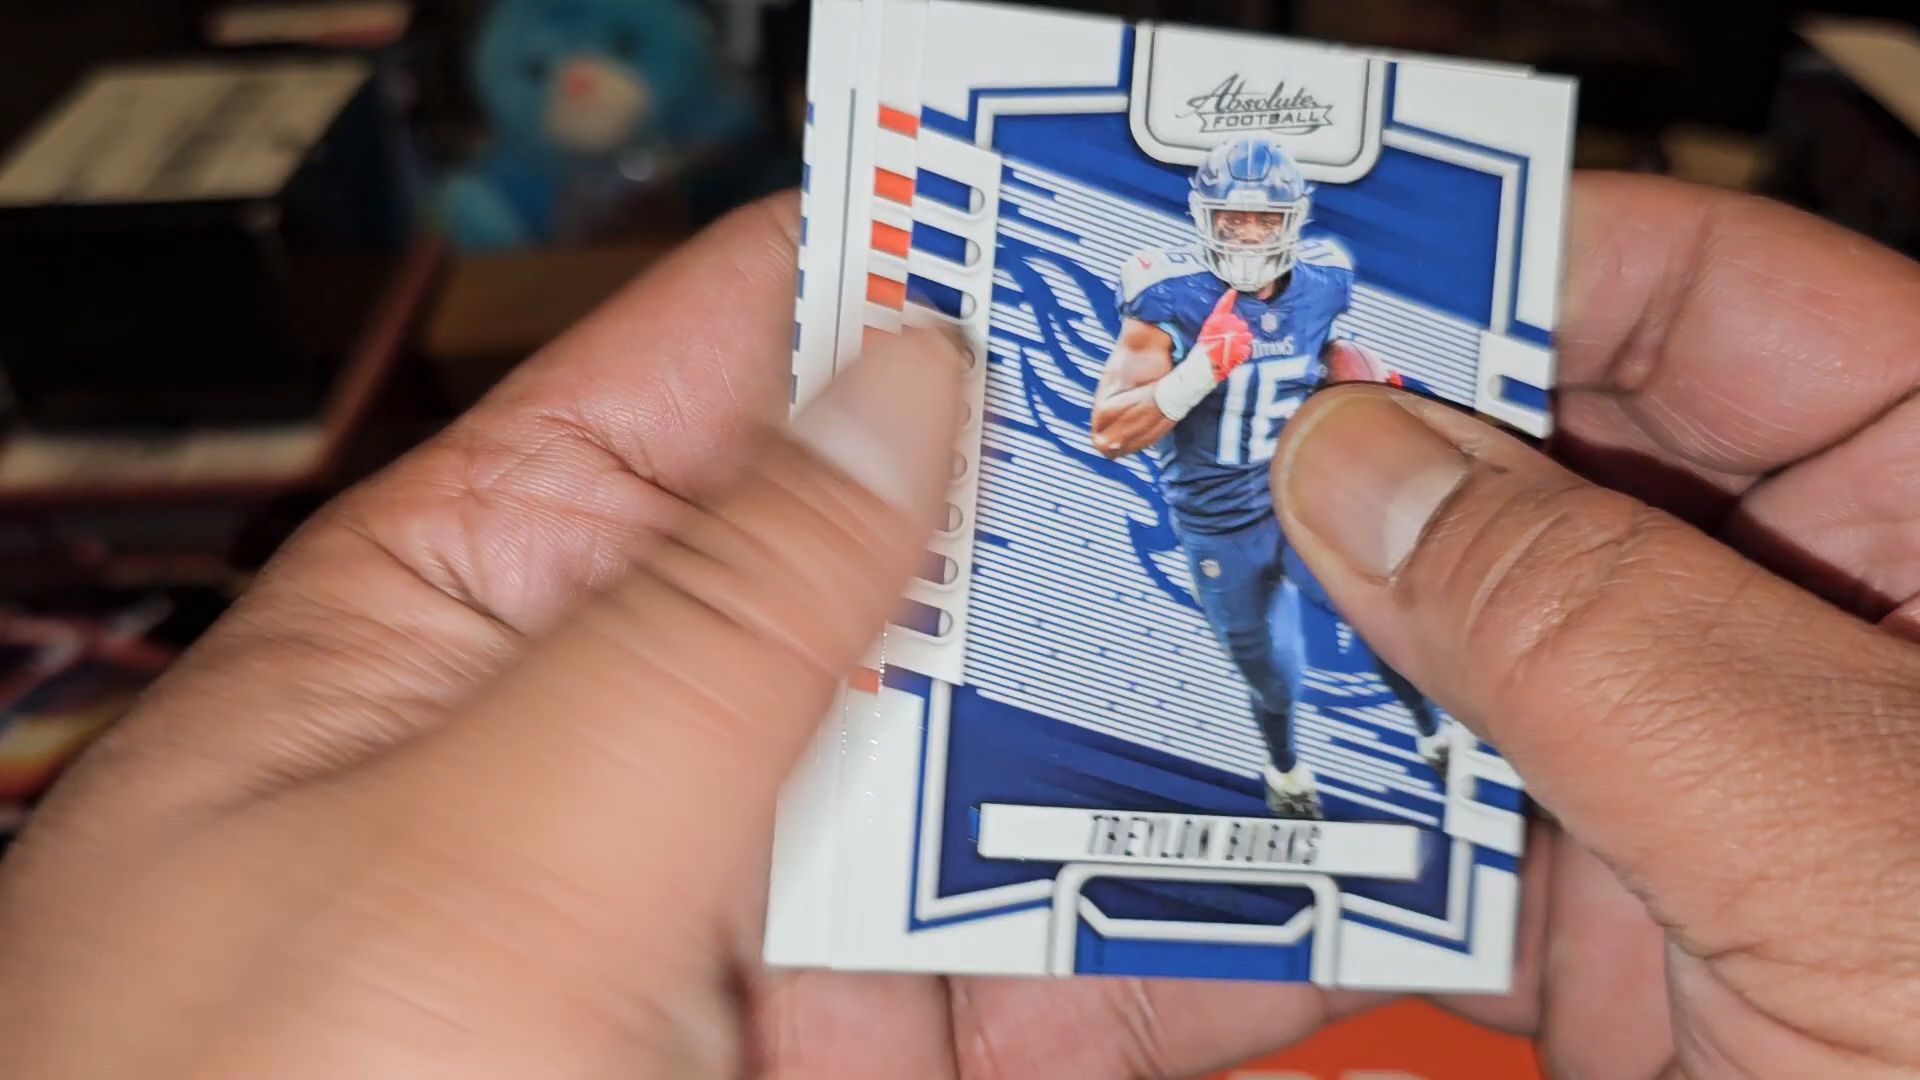 Absolute
FOOTBALL
TITANS
16
TREYLON BURKS